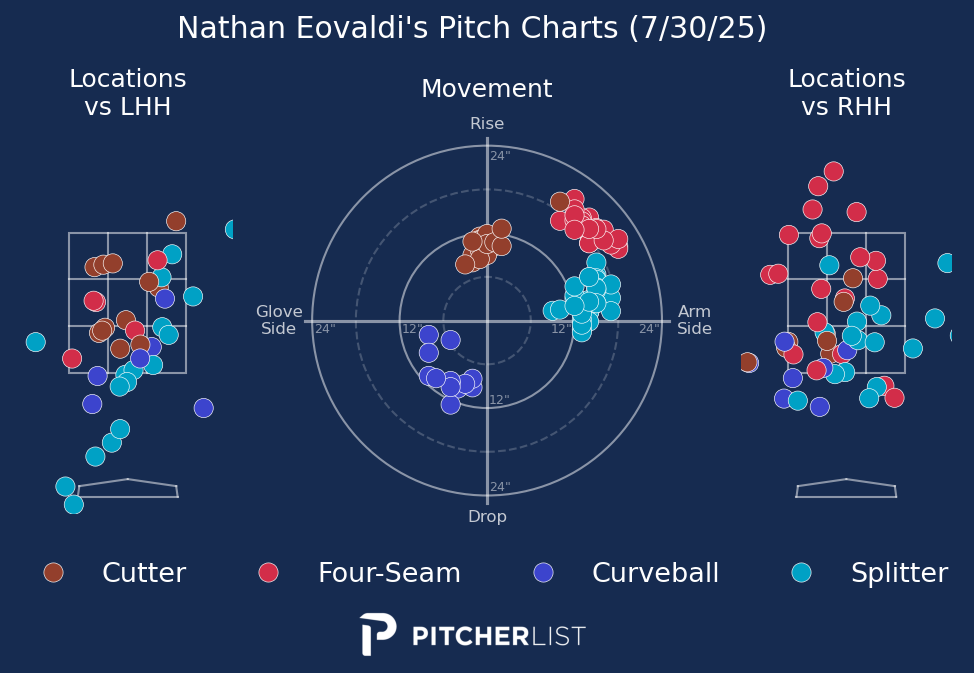 Nathan Eovaldi's Pitch Charts (7/30/25)
Locations
vs LHH
Movement
Locations
vs RHH
Rise
24"
Glove
Side
24"
12"
12"
24"
Arm
Side
12"
24"
Drop
Cutter
Four-Seam
Curveball
Splitter
PITCHERLIST